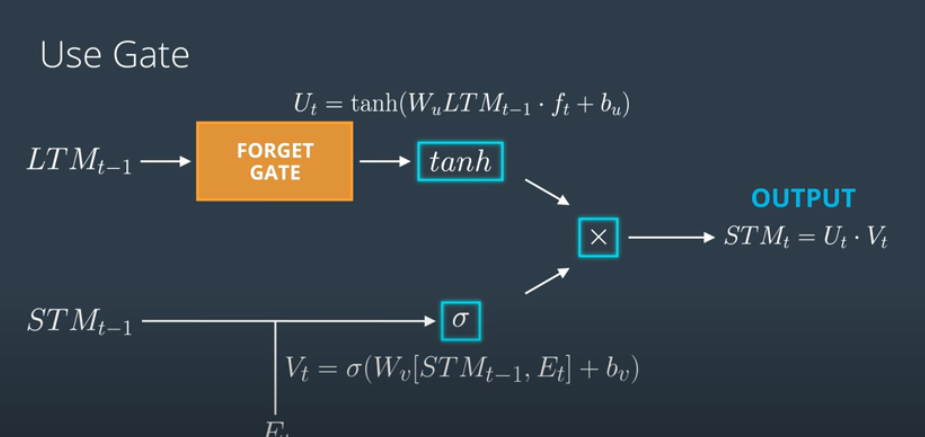 Use Gate
U_t = tanh(W_u LTM_{t−1} · f_t + b_u)
LTM_{t−1}
FORGET
GATE
tanh
OUTPUT
×
STM_t = U_t · V_t
STM_{t−1}
σ
V_t = σ(W_v[STM_{t−1}, E_t] + b_v)